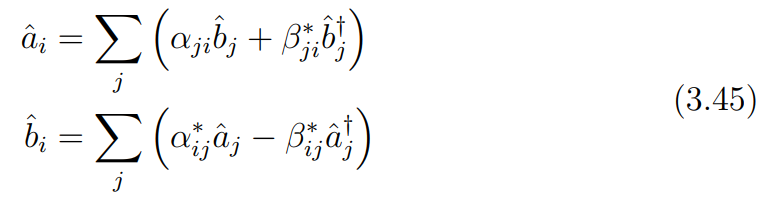 $\hat{a}_i = \sum_j \left( \alpha_{ji} \hat{b}_j + \beta^*_{ji} \hat{b}^\dagger_j \right)$
$\hat{b}_i = \sum_j \left( \alpha^*_{ij} \hat{a}_j - \beta^*_{ij} \hat{a}^\dagger_j \right)$
(3.45)